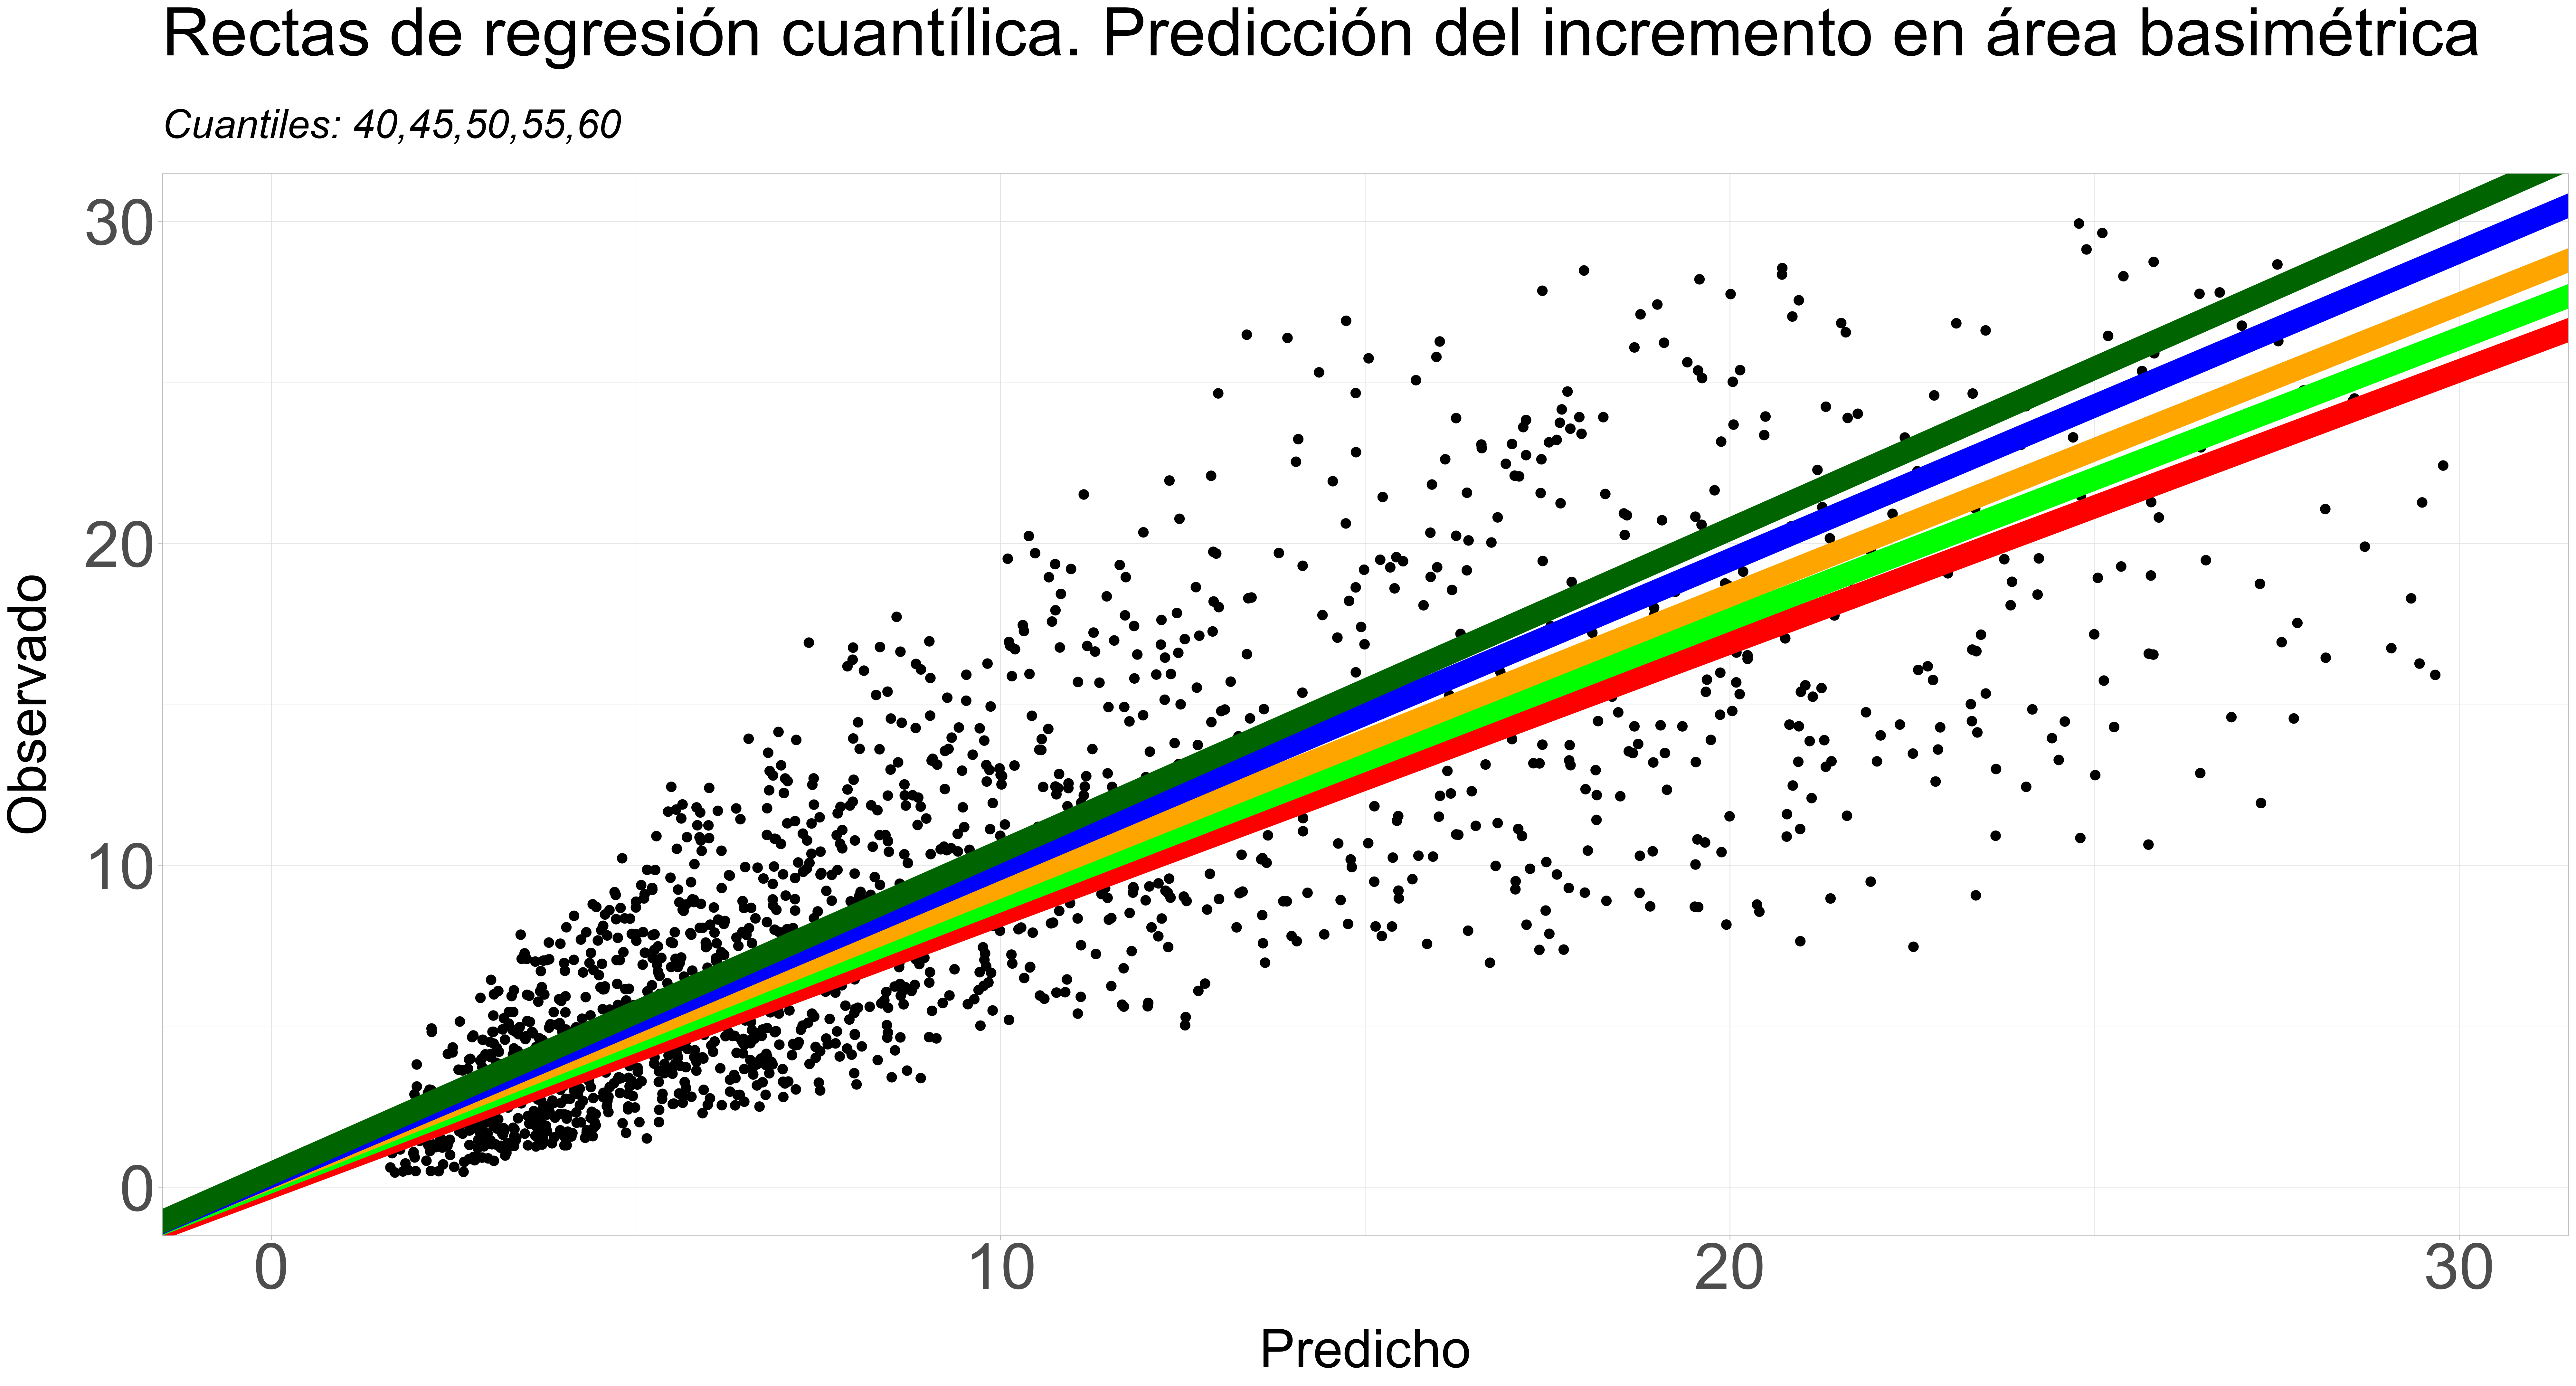 Rectas de regresión cuantílica. Predicción del incremento en área basimétrica
Cuantiles: 40,45,50,55,60
30
20
10
0
Observado
0 10 20 30
Predicho